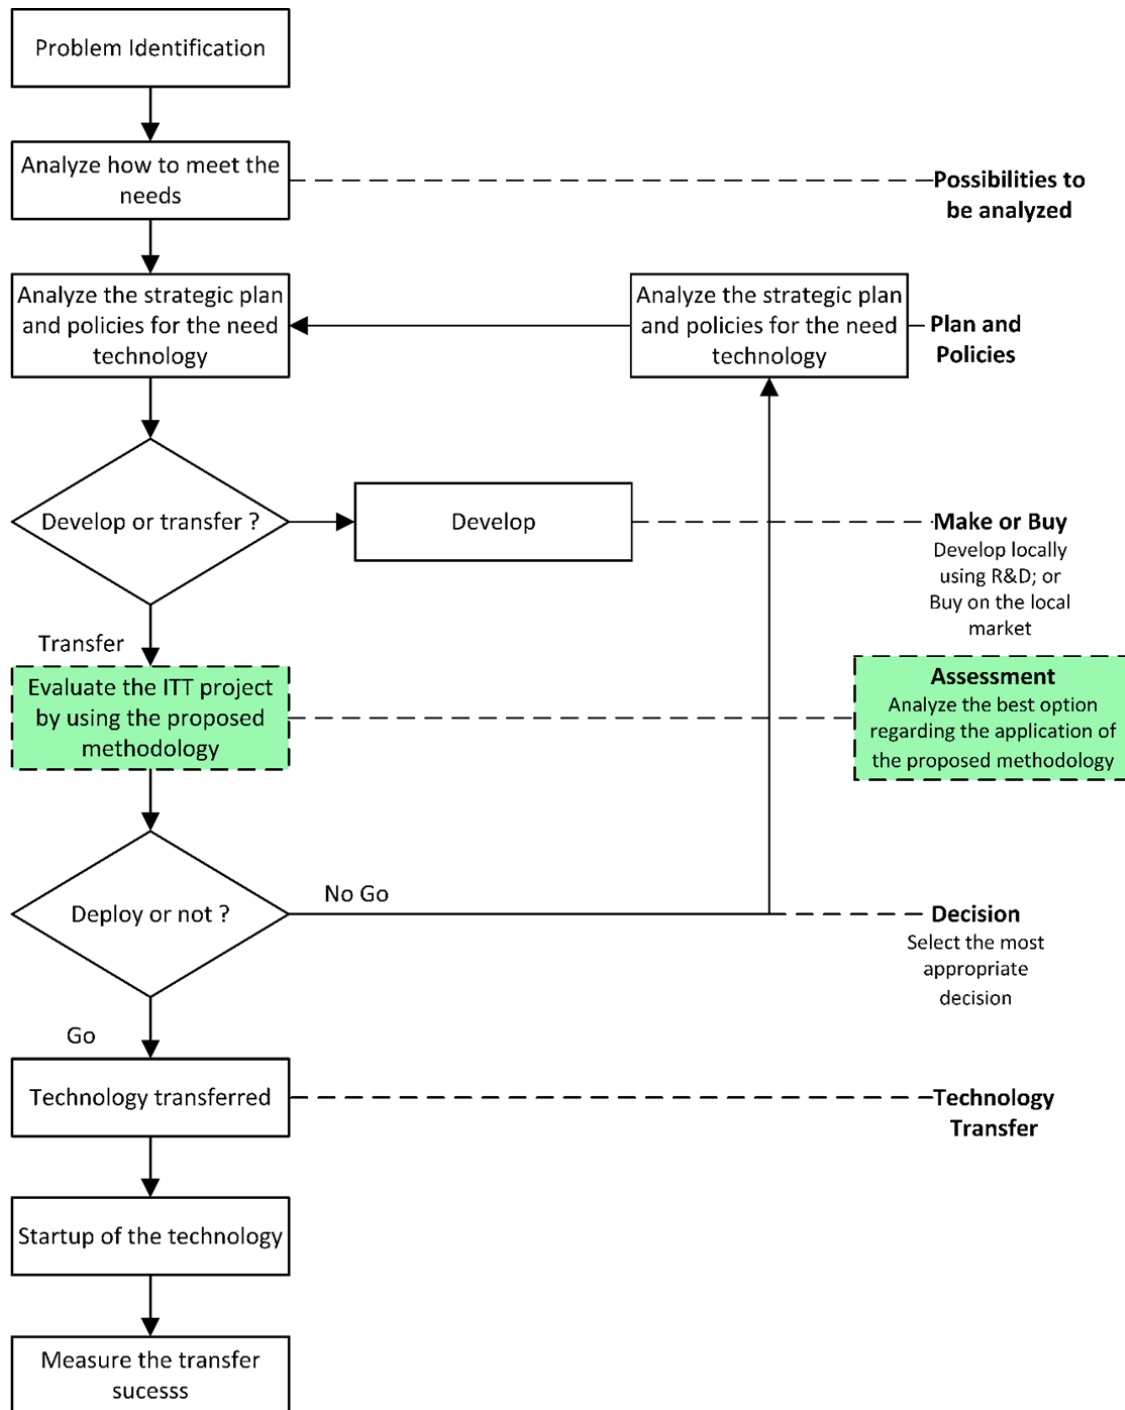 Problem Identification
Analyze how to meet the
needs
Possibilities to
be analyzed
Analyze the strategic plan
and policies for the need
technology
Analyze the strategic plan
and policies for the need
technology
Plan and
Policies
Develop or transfer ?
Develop
Make or Buy
Develop locally
using R&D; or
Buy on the local
market
Transfer
Evaluate the ITT project
by using the proposed
methodology
Assessment
Analyze the best option
regarding the application of
the proposed methodology
Deploy or not ?
No Go
Decision
Select the most
appropriate
decision
Go
Technology transferred
Technology
Transfer
Startup of the technology
Measure the transfer
sucesss